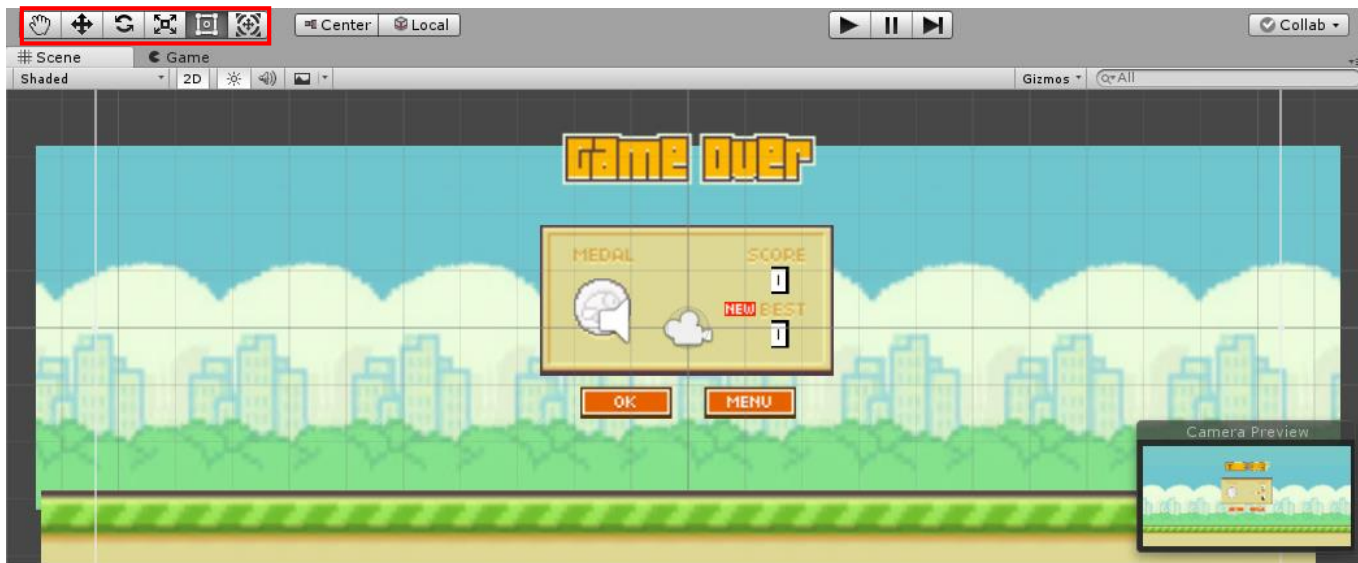 Center Local Collab
Scene Game
Shaded 2D Gizmos All
Game Over
MEDAL SCORE
1
NEW BEST
1
OK MENU
Camera Preview